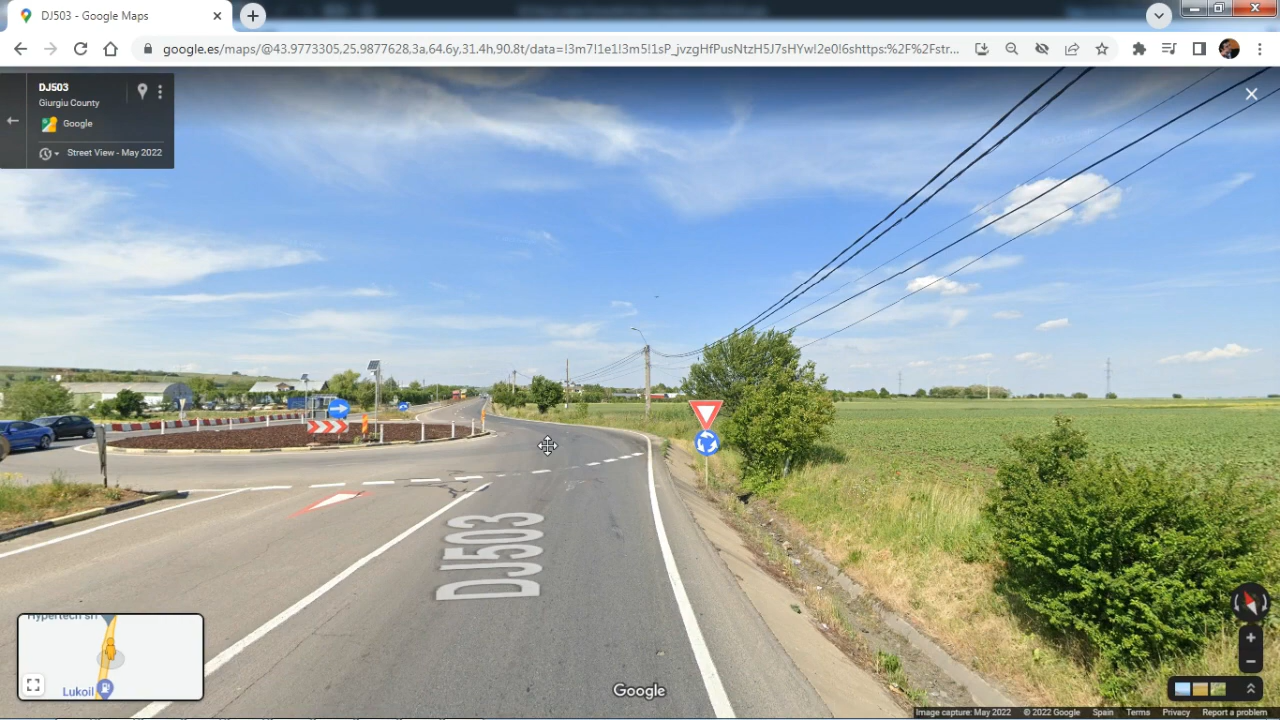 DJ503 - Google Maps
google.es/maps/@43.9773305,25.9877628,3a,64.6y,31.4h,90.8t/data=!3m7!1e1!3m5!1sP_jvzgHfPusNtzH5J7sHYw!2e0!6shttps:%2F%2Fstr...
DJ503
Giurgiu County
Google
Street View - May 2022
DJ503
Hypertech srl
Lukoil
Google
Image capture: May 2022 © 2022 Google Spain Terms Privacy Report a problem